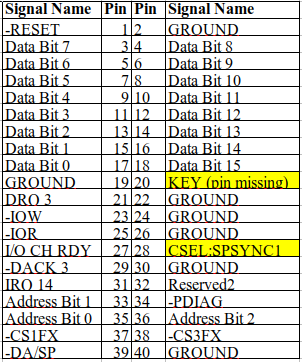 Signal Name Pin Pin Signal Name
-RESET 1 2 GROUND
Data Bit 7 3 4 Data Bit 8
Data Bit 6 5 6 Data Bit 9
Data Bit 5 7 8 Data Bit 10
Data Bit 4 9 10 Data Bit 11
Data Bit 3 11 12 Data Bit 12
Data Bit 2 13 14 Data Bit 13
Data Bit 1 15 16 Data Bit 14
Data Bit 0 17 18 Data Bit 15
GROUND 19 20 KEY (pin missing)
DRO 3 21 22 GROUND
-IOW 23 24 GROUND
-IOR 25 26 GROUND
I/O CH RDY 27 28 CSEL:SPSYNC1
-DACK 3 29 30 GROUND
IRO 14 31 32 Reserved2
Address Bit 1 33 34 -PDIAG
Address Bit 0 35 36 Address Bit 2
-CS1FX 37 38 -CS3FX
-DA/SP 39 40 GROUND